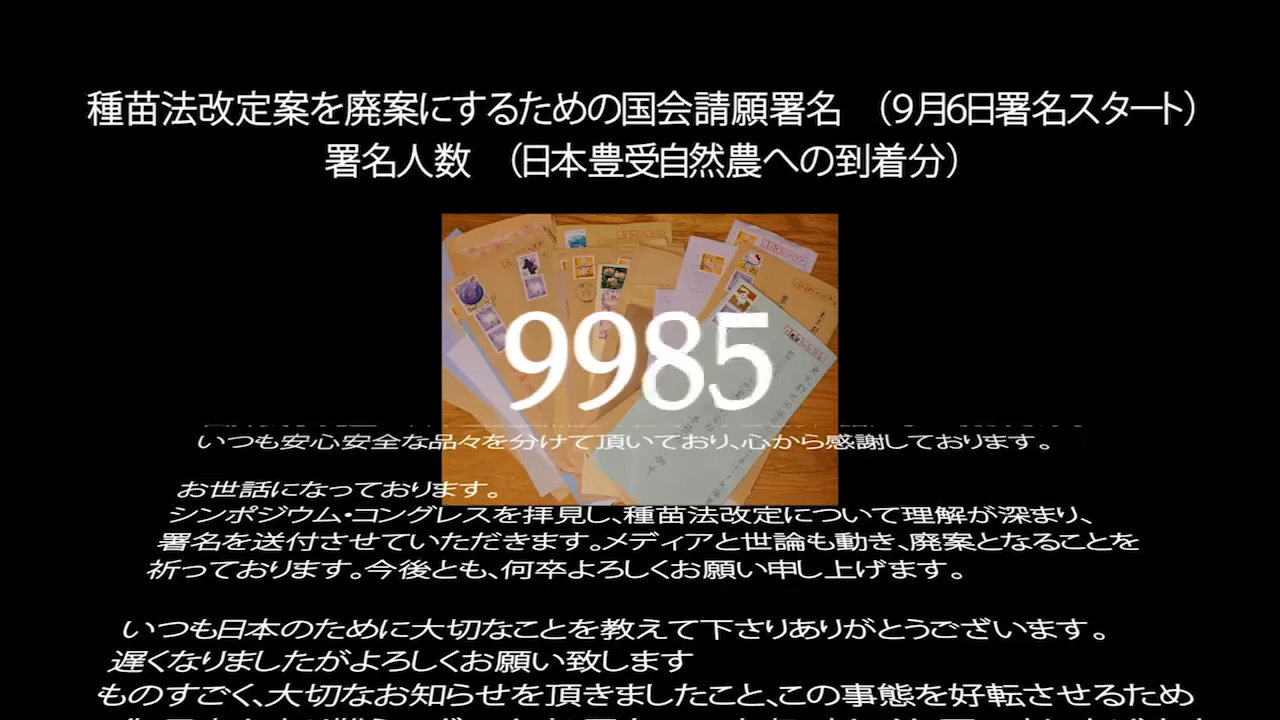 種苗法改定案を廃案にするための国会請願署名　（9月6日署名スタート）
署名人数　（日本豊受自然農への到着分）
9985
いつも安心安全な品々を分けて頂いており、心から感謝しております。
お世話になっております。
シンポジウム・コングレスを拝見し、種苗法改定について理解が深まり、
署名を送付させていただきます。メディアと世論も動き、廃案となることを
祈っております。今後とも、何卒よろしくお願い申し上げます。
いつも日本のために大切なことを教えて下さりありがとうございます。
遅くなりましたがよろしくお願い致します
ものすごく、大切なお知らせを頂きましたこと、この事態を好転させるため